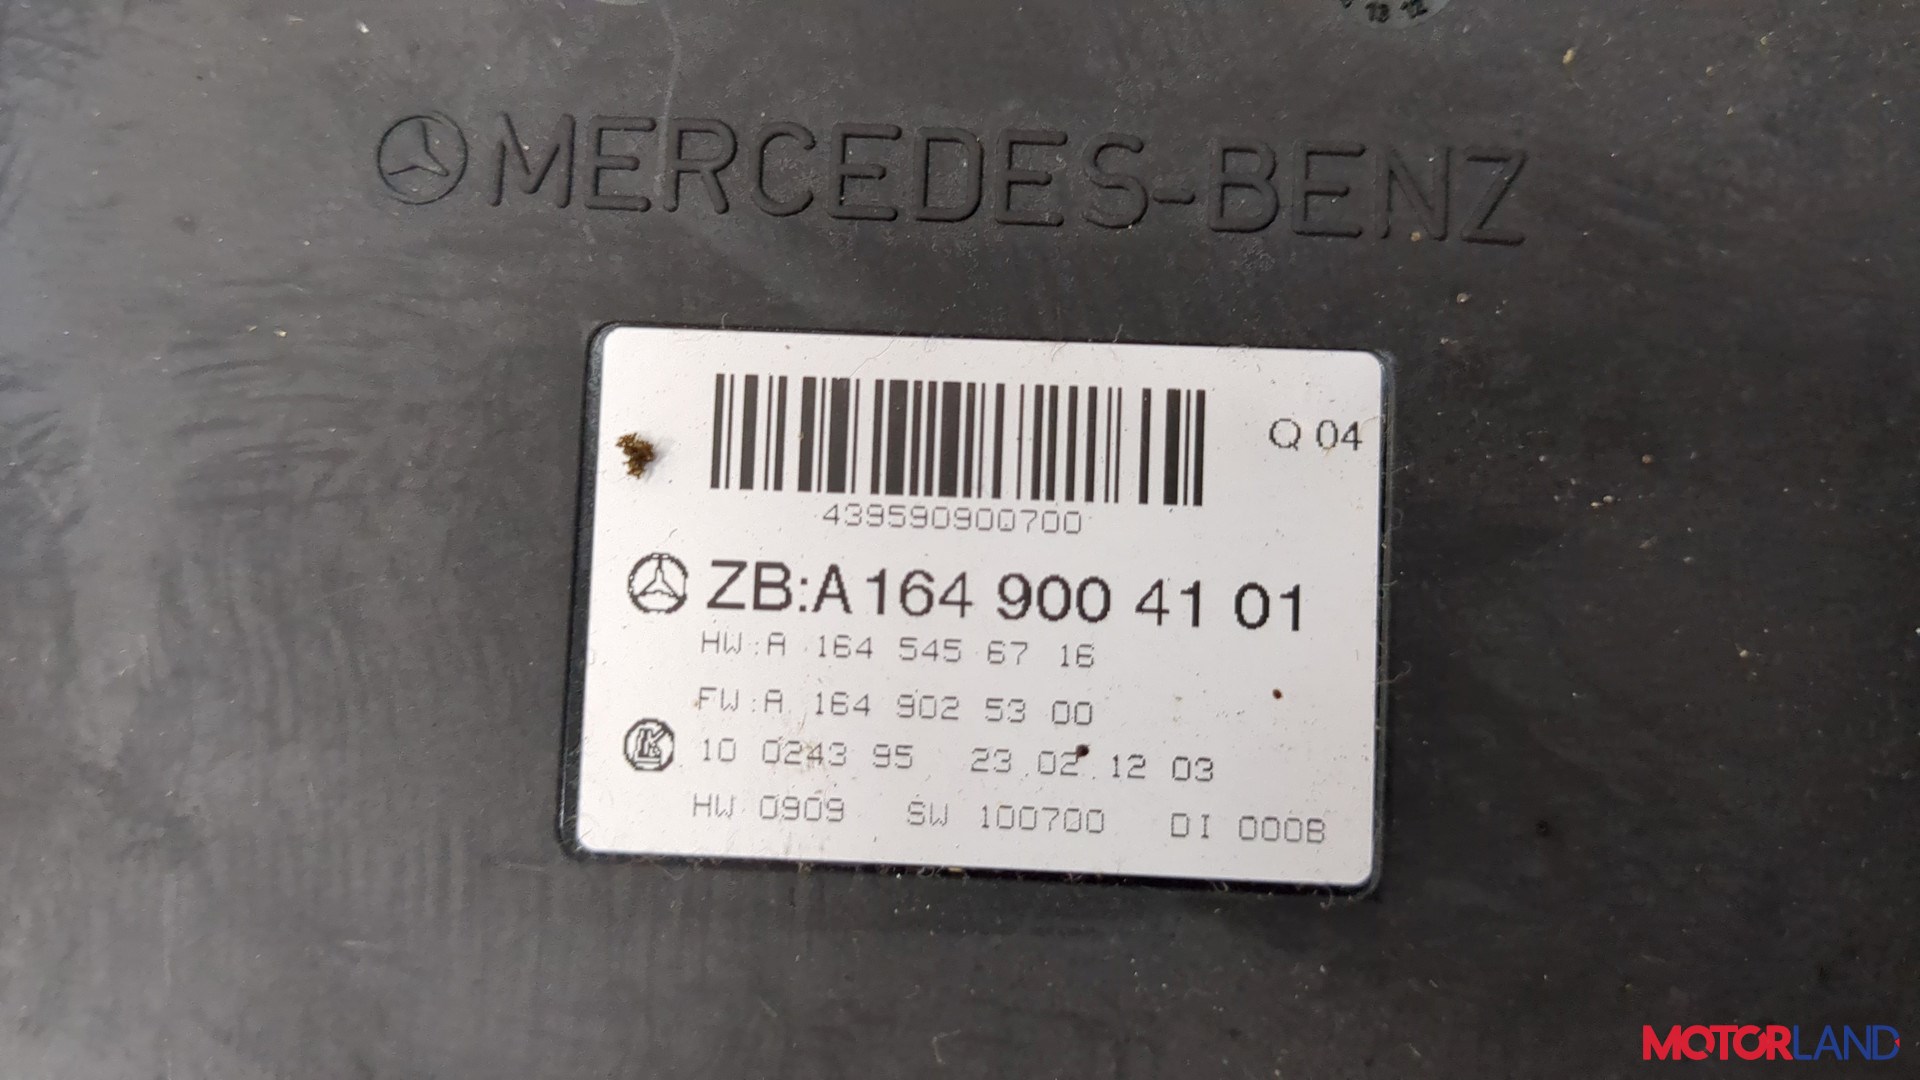 MERCEDES-BENZ
Q 04
439590900700
ZB:A 164 900 41 01
HW:A 164 545 67 16
FW:A 164 902 53 00
K 10 0243 95 23.02.12 03
HW 0909 SW 100700 DI 000B
MOTORLAND